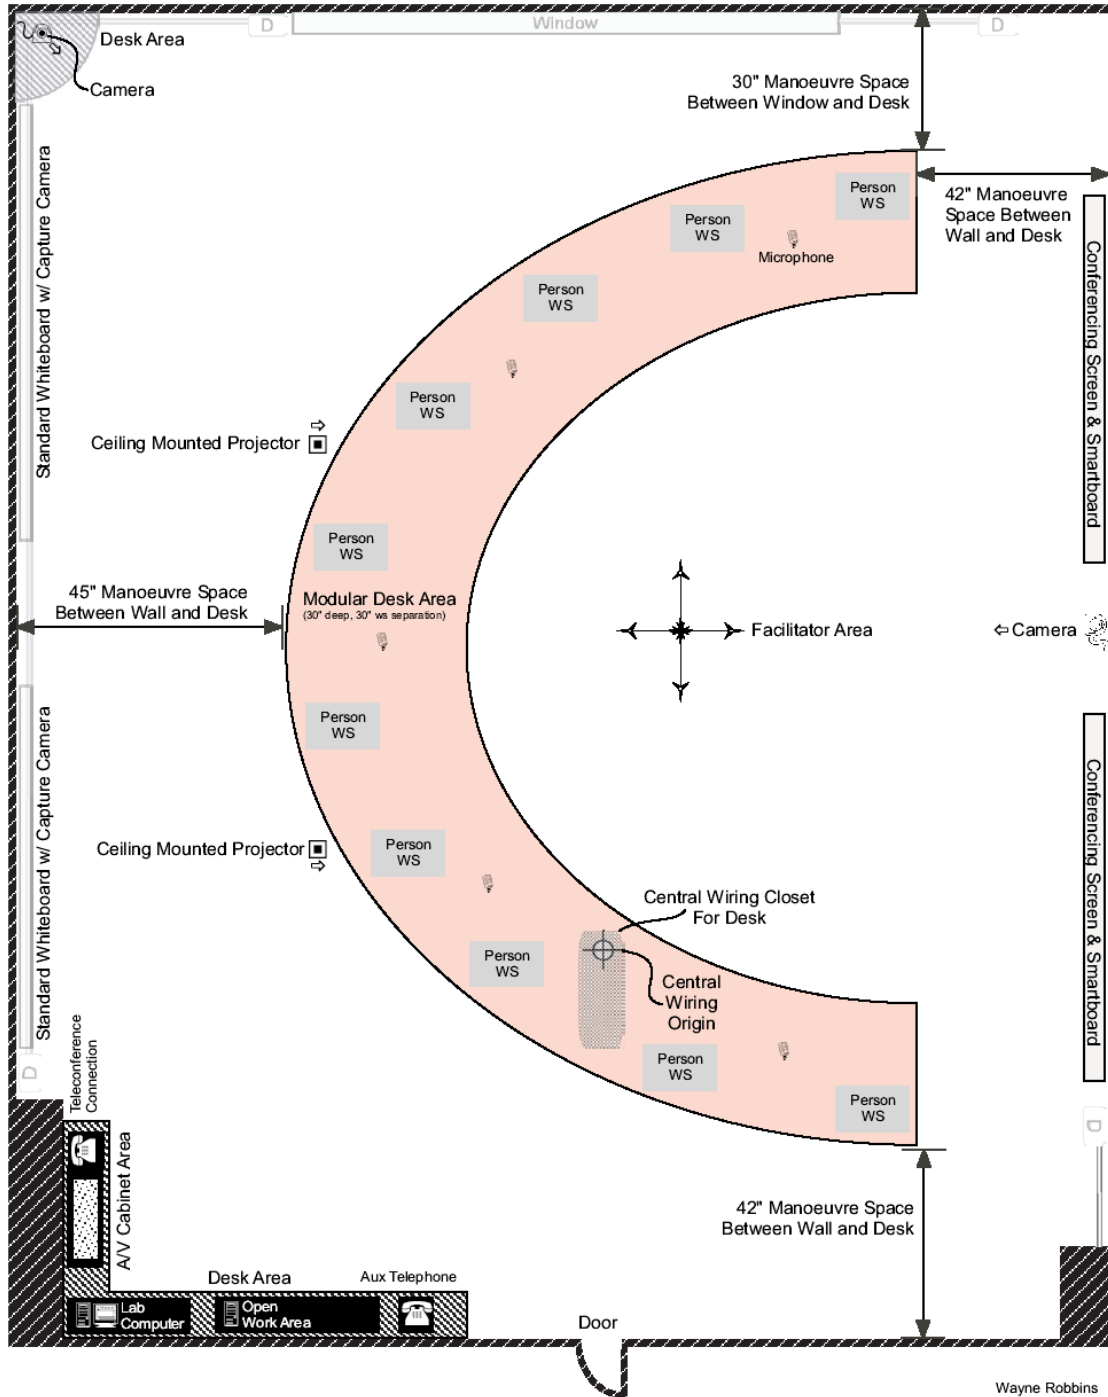 D
Window
D
Desk Area
Camera
30" Manoeuvre Space
Between Window and Desk
42" Manoeuvre
Space Between
Wall and Desk
Standard Whiteboard w/ Capture Camera
Conferencing Screen & Smartboard
Person
WS
Person
WS
Microphone
Person
WS
Person
WS
Ceiling Mounted Projector
Person
WS
45" Manoeuvre Space
Between Wall and Desk
Modular Desk Area
(30" deep, 30" ws separation)
Facilitator Area
Camera
Person
WS
Standard Whiteboard w/ Capture Camera
Conferencing Screen & Smartboard
Ceiling Mounted Projector
Person
WS
Central Wiring Closet
For Desk
Person
WS
Central
Wiring
Origin
Person
WS
Person
WS
D
D
Teleconference
Connection
A/V Cabinet Area
42" Manoeuvre Space
Between Wall and Desk
Desk Area
Aux Telephone
Lab
Computer
Open
Work Area
Door
Wayne Robbins